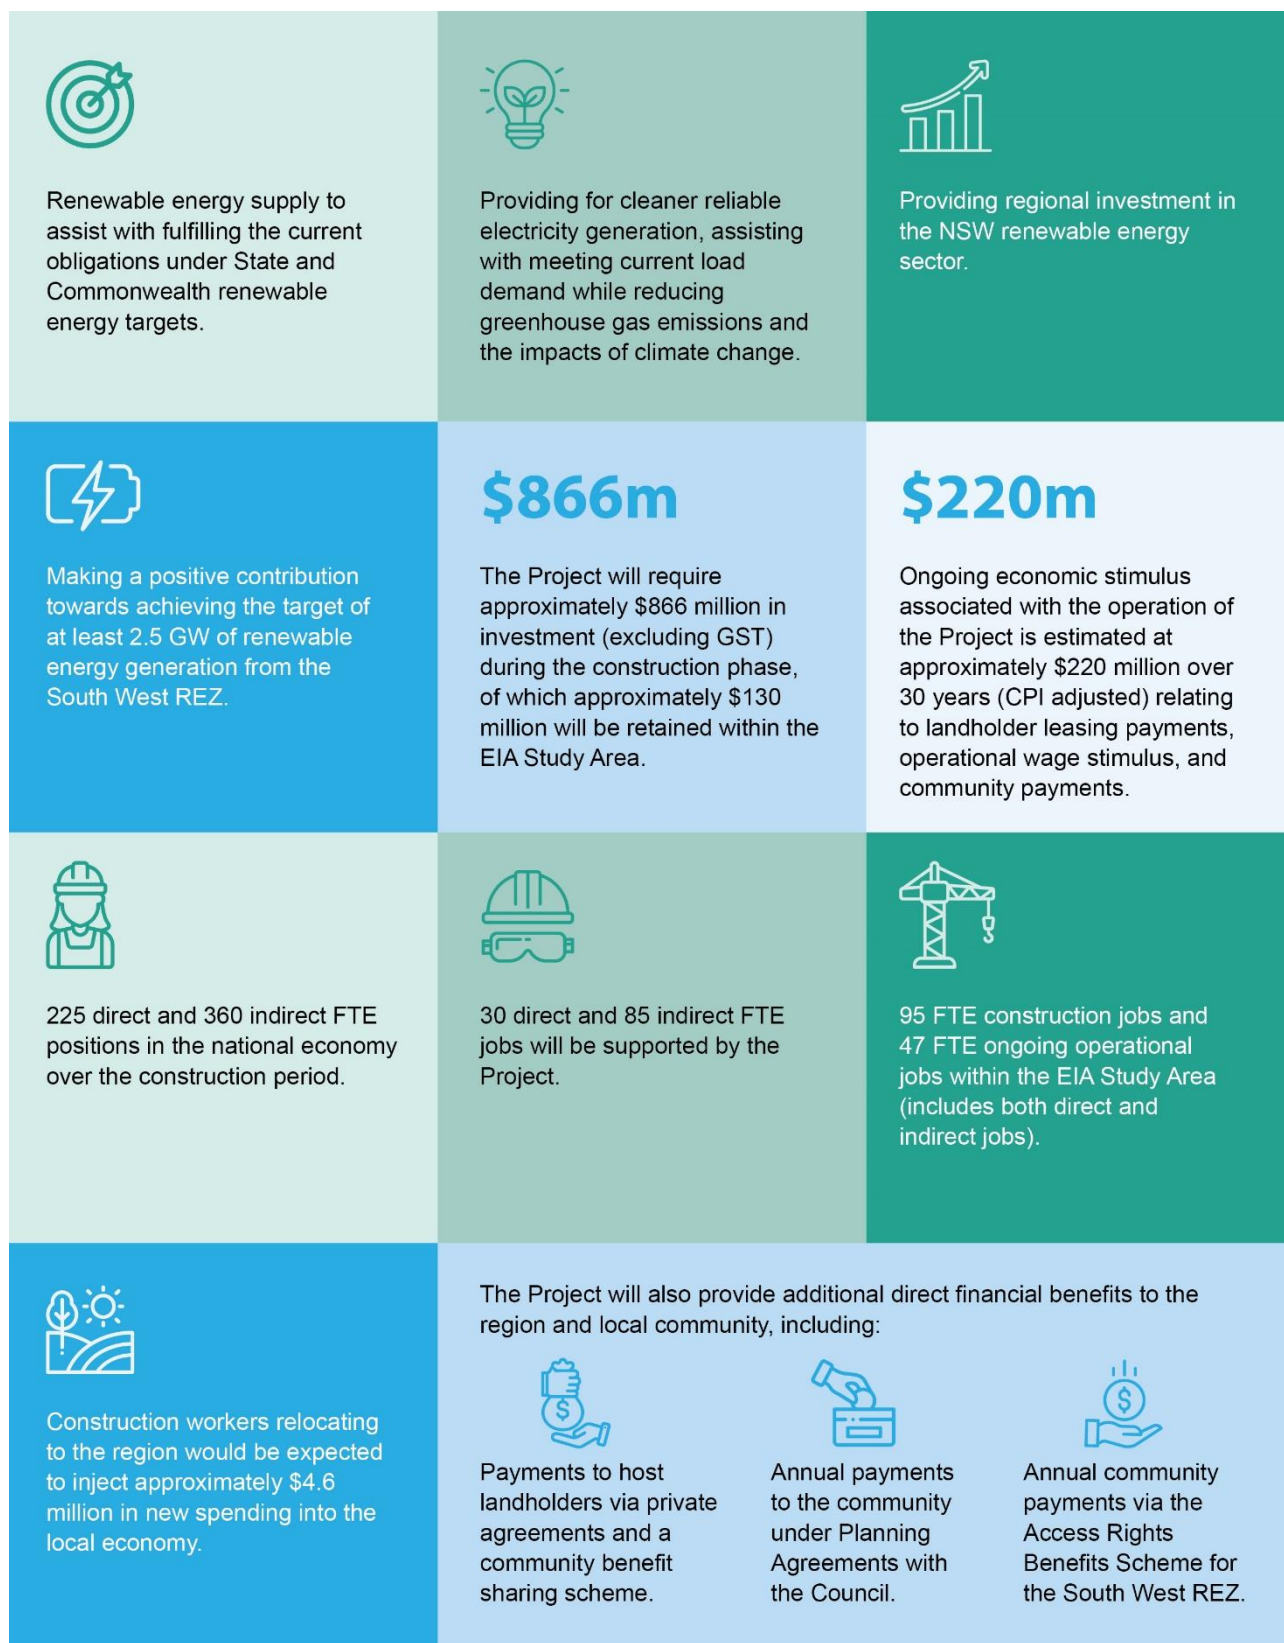 Renewable energy supply to
assist with fulfilling the current
obligations under State and
Commonwealth renewable
energy targets.
Providing for cleaner reliable
electricity generation, assisting
with meeting current load
demand while reducing
greenhouse gas emissions and
the impacts of climate change.
Providing regional investment in
the NSW renewable energy
sector.
Making a positive contribution
towards achieving the target of
at least 2.5 GW of renewable
energy generation from the
South West REZ.
$866m
The Project will require
approximately $866 million in
investment (excluding GST)
during the construction phase,
of which approximately $130
million will be retained within the
EIA Study Area.
$220m
Ongoing economic stimulus
associated with the operation of
the Project is estimated at
approximately $220 million over
30 years (CPI adjusted) relating
to landholder leasing payments,
operational wage stimulus, and
community payments.
225 direct and 360 indirect FTE
positions in the national economy
over the construction period.
30 direct and 85 indirect FTE
jobs will be supported by the
Project.
95 FTE construction jobs and
47 FTE ongoing operational
jobs within the EIA Study Area
(includes both direct and
indirect jobs).
Construction workers relocating
to the region would be expected
to inject approximately $4.6
million in new spending into the
local economy.
The Project will also provide additional direct financial benefits to the
region and local community, including:
$
Payments to host
landholders via private
agreements and a
community benefit
sharing scheme.
Annual payments
to the community
under Planning
Agreements with
the Council.
$
Annual community
payments via the
Access Rights
Benefits Scheme for
the South West REZ.